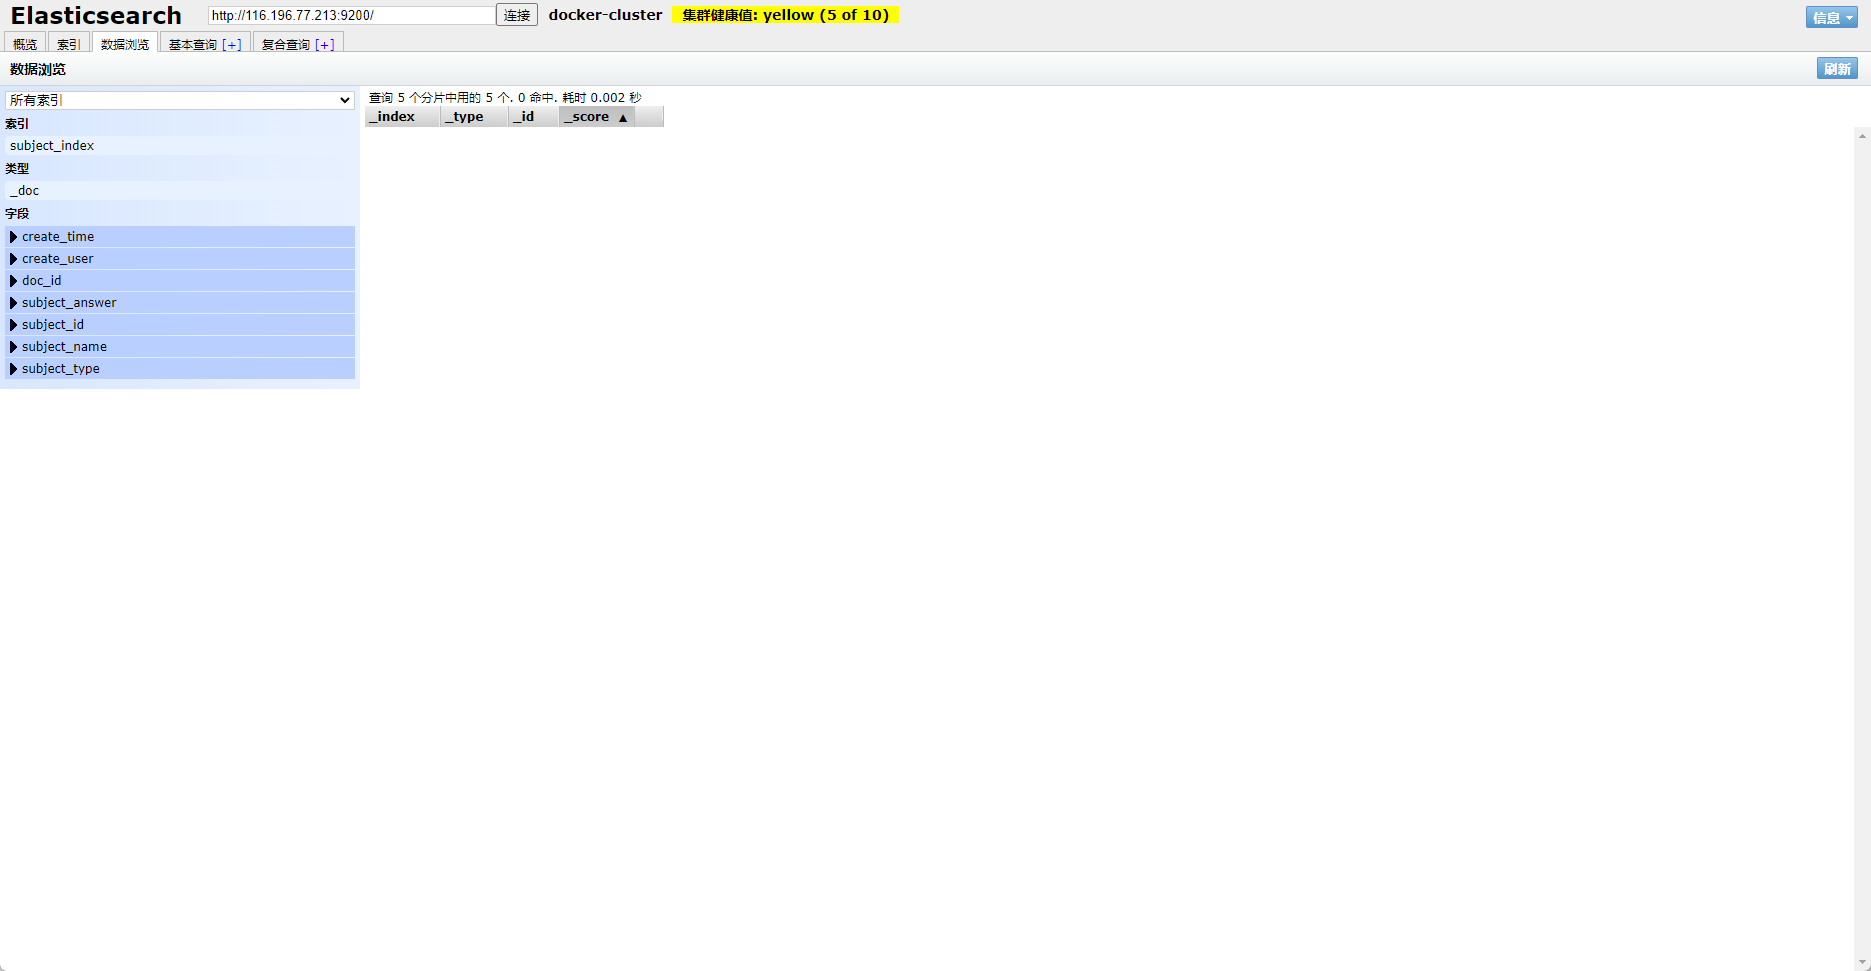 Elasticsearch http://116.196.77.213:9200/ 连接 docker-cluster 集群健康值: yellow (5 of 10) 信息
概览 索引 数据浏览 基本查询 [+] 复合查询 [+]
数据浏览 刷新
所有索引
索引
subject_index
类型
_doc
字段
create_time
create_user
doc_id
subject_answer
subject_id
subject_name
subject_type
查询 5 个分片中用的 5 个. 0 命中. 耗时 0.002 秒
_index _type _id _score ▲